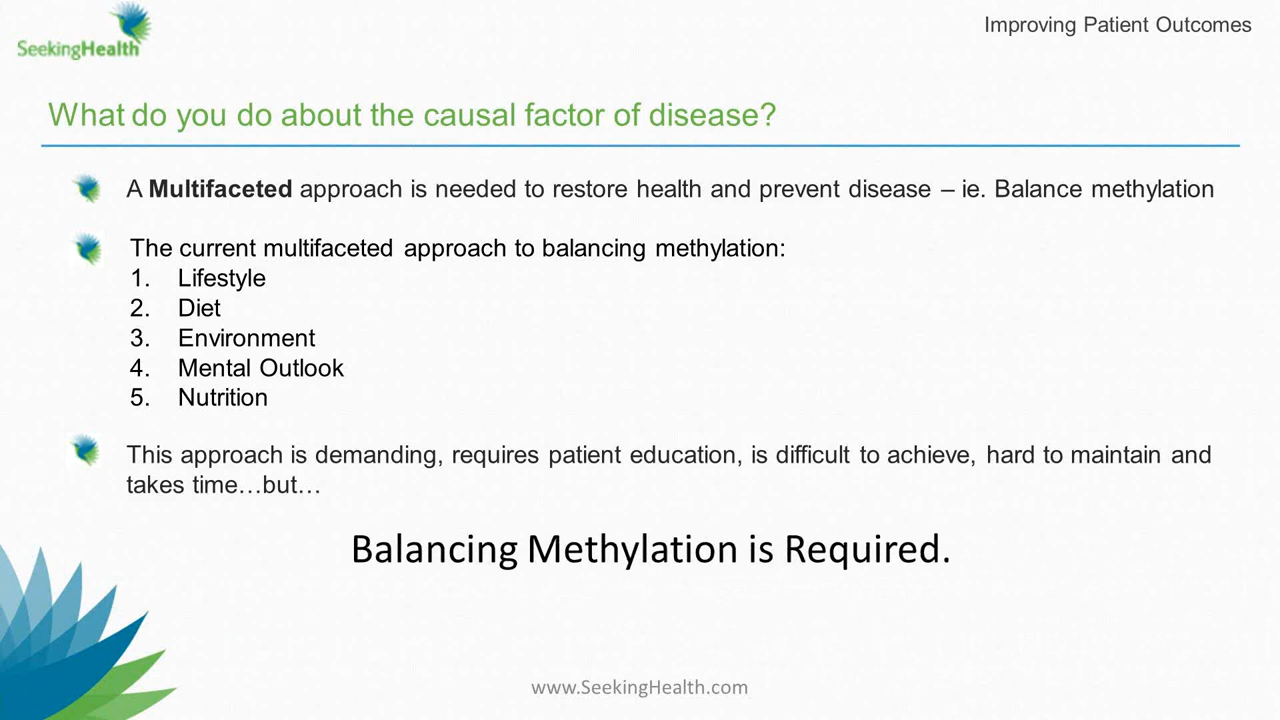 SeekingHealth
Improving Patient Outcomes
What do you do about the causal factor of disease?
A Multifaceted approach is needed to restore health and prevent disease – ie. Balance methylation
The current multifaceted approach to balancing methylation:
1. Lifestyle
2. Diet
3. Environment
4. Mental Outlook
5. Nutrition
This approach is demanding, requires patient education, is difficult to achieve, hard to maintain and
takes time…but…
Balancing Methylation is Required.
www.SeekingHealth.com